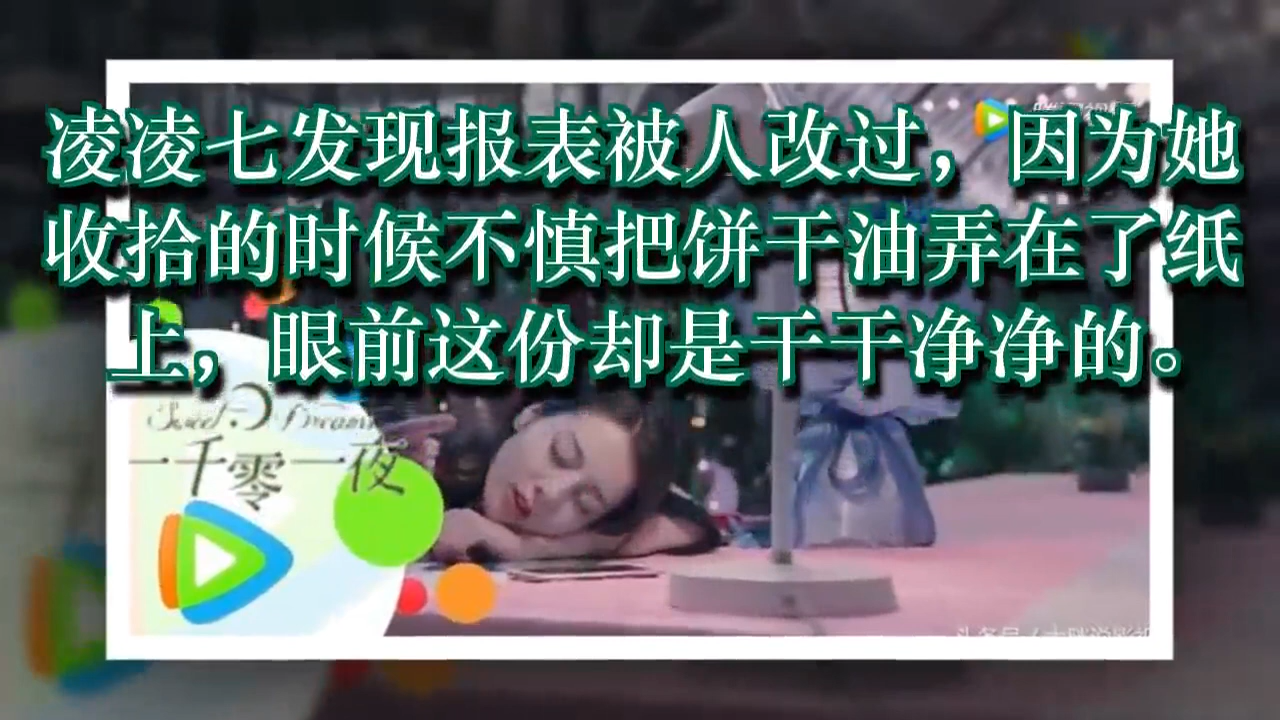 凌凌七发现报表被人改过，因为她
收拾的时候不慎把饼干油弄在了纸
上，眼前这份却是干干净净的。
Sweet Dreams
一千零一夜